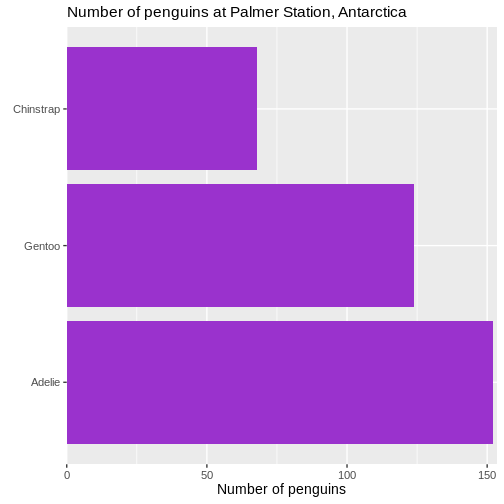 Number of penguins at Palmer Station, Antarctica
Chinstrap
Gentoo
Adelie
0 50 100 150
Number of penguins